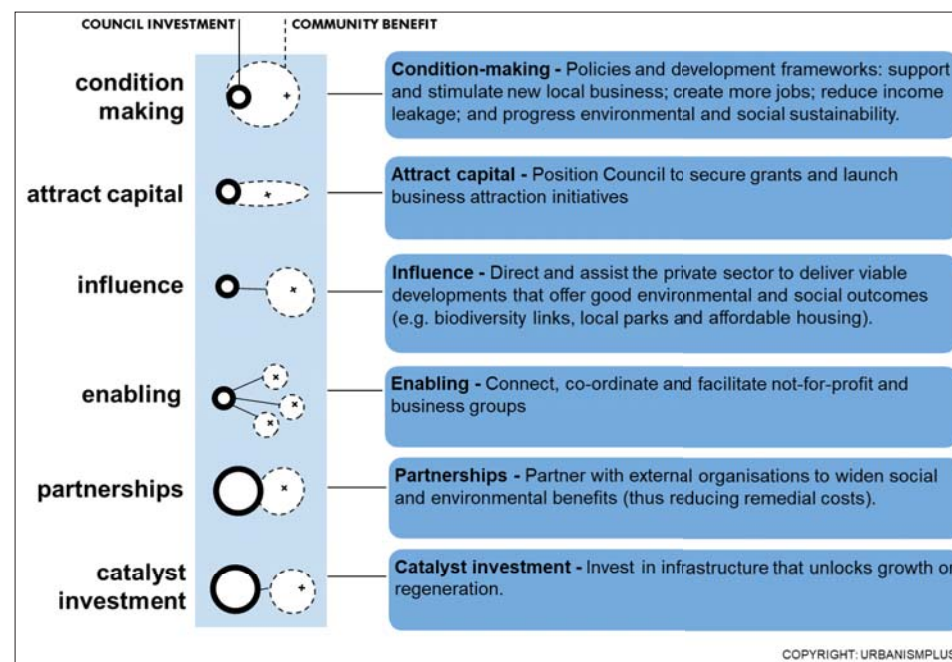 COUNCIL INVESTMENT
COMMUNITY BENEFIT
condition
making
Condition-making - Policies and development frameworks: support
and stimulate new local business; create more jobs; reduce income
leakage; and progress environmental and social sustainability.
attract capital
Attract capital - Position Council to secure grants and launch
business attraction initiatives
influence
Influence - Direct and assist the private sector to deliver viable
developments that offer good environmental and social outcomes
(e.g. biodiversity links, local parks and affordable housing).
enabling
Enabling - Connect, co-ordinate and facilitate not-for-profit and
business groups
partnerships
Partnerships - Partner with external organisations to widen social
and environmental benefits (thus reducing remedial costs).
catalyst
investment
Catalyst investment - Invest in infrastructure that unlocks growth or
regeneration.
COPYRIGHT: URBANISMPLUS